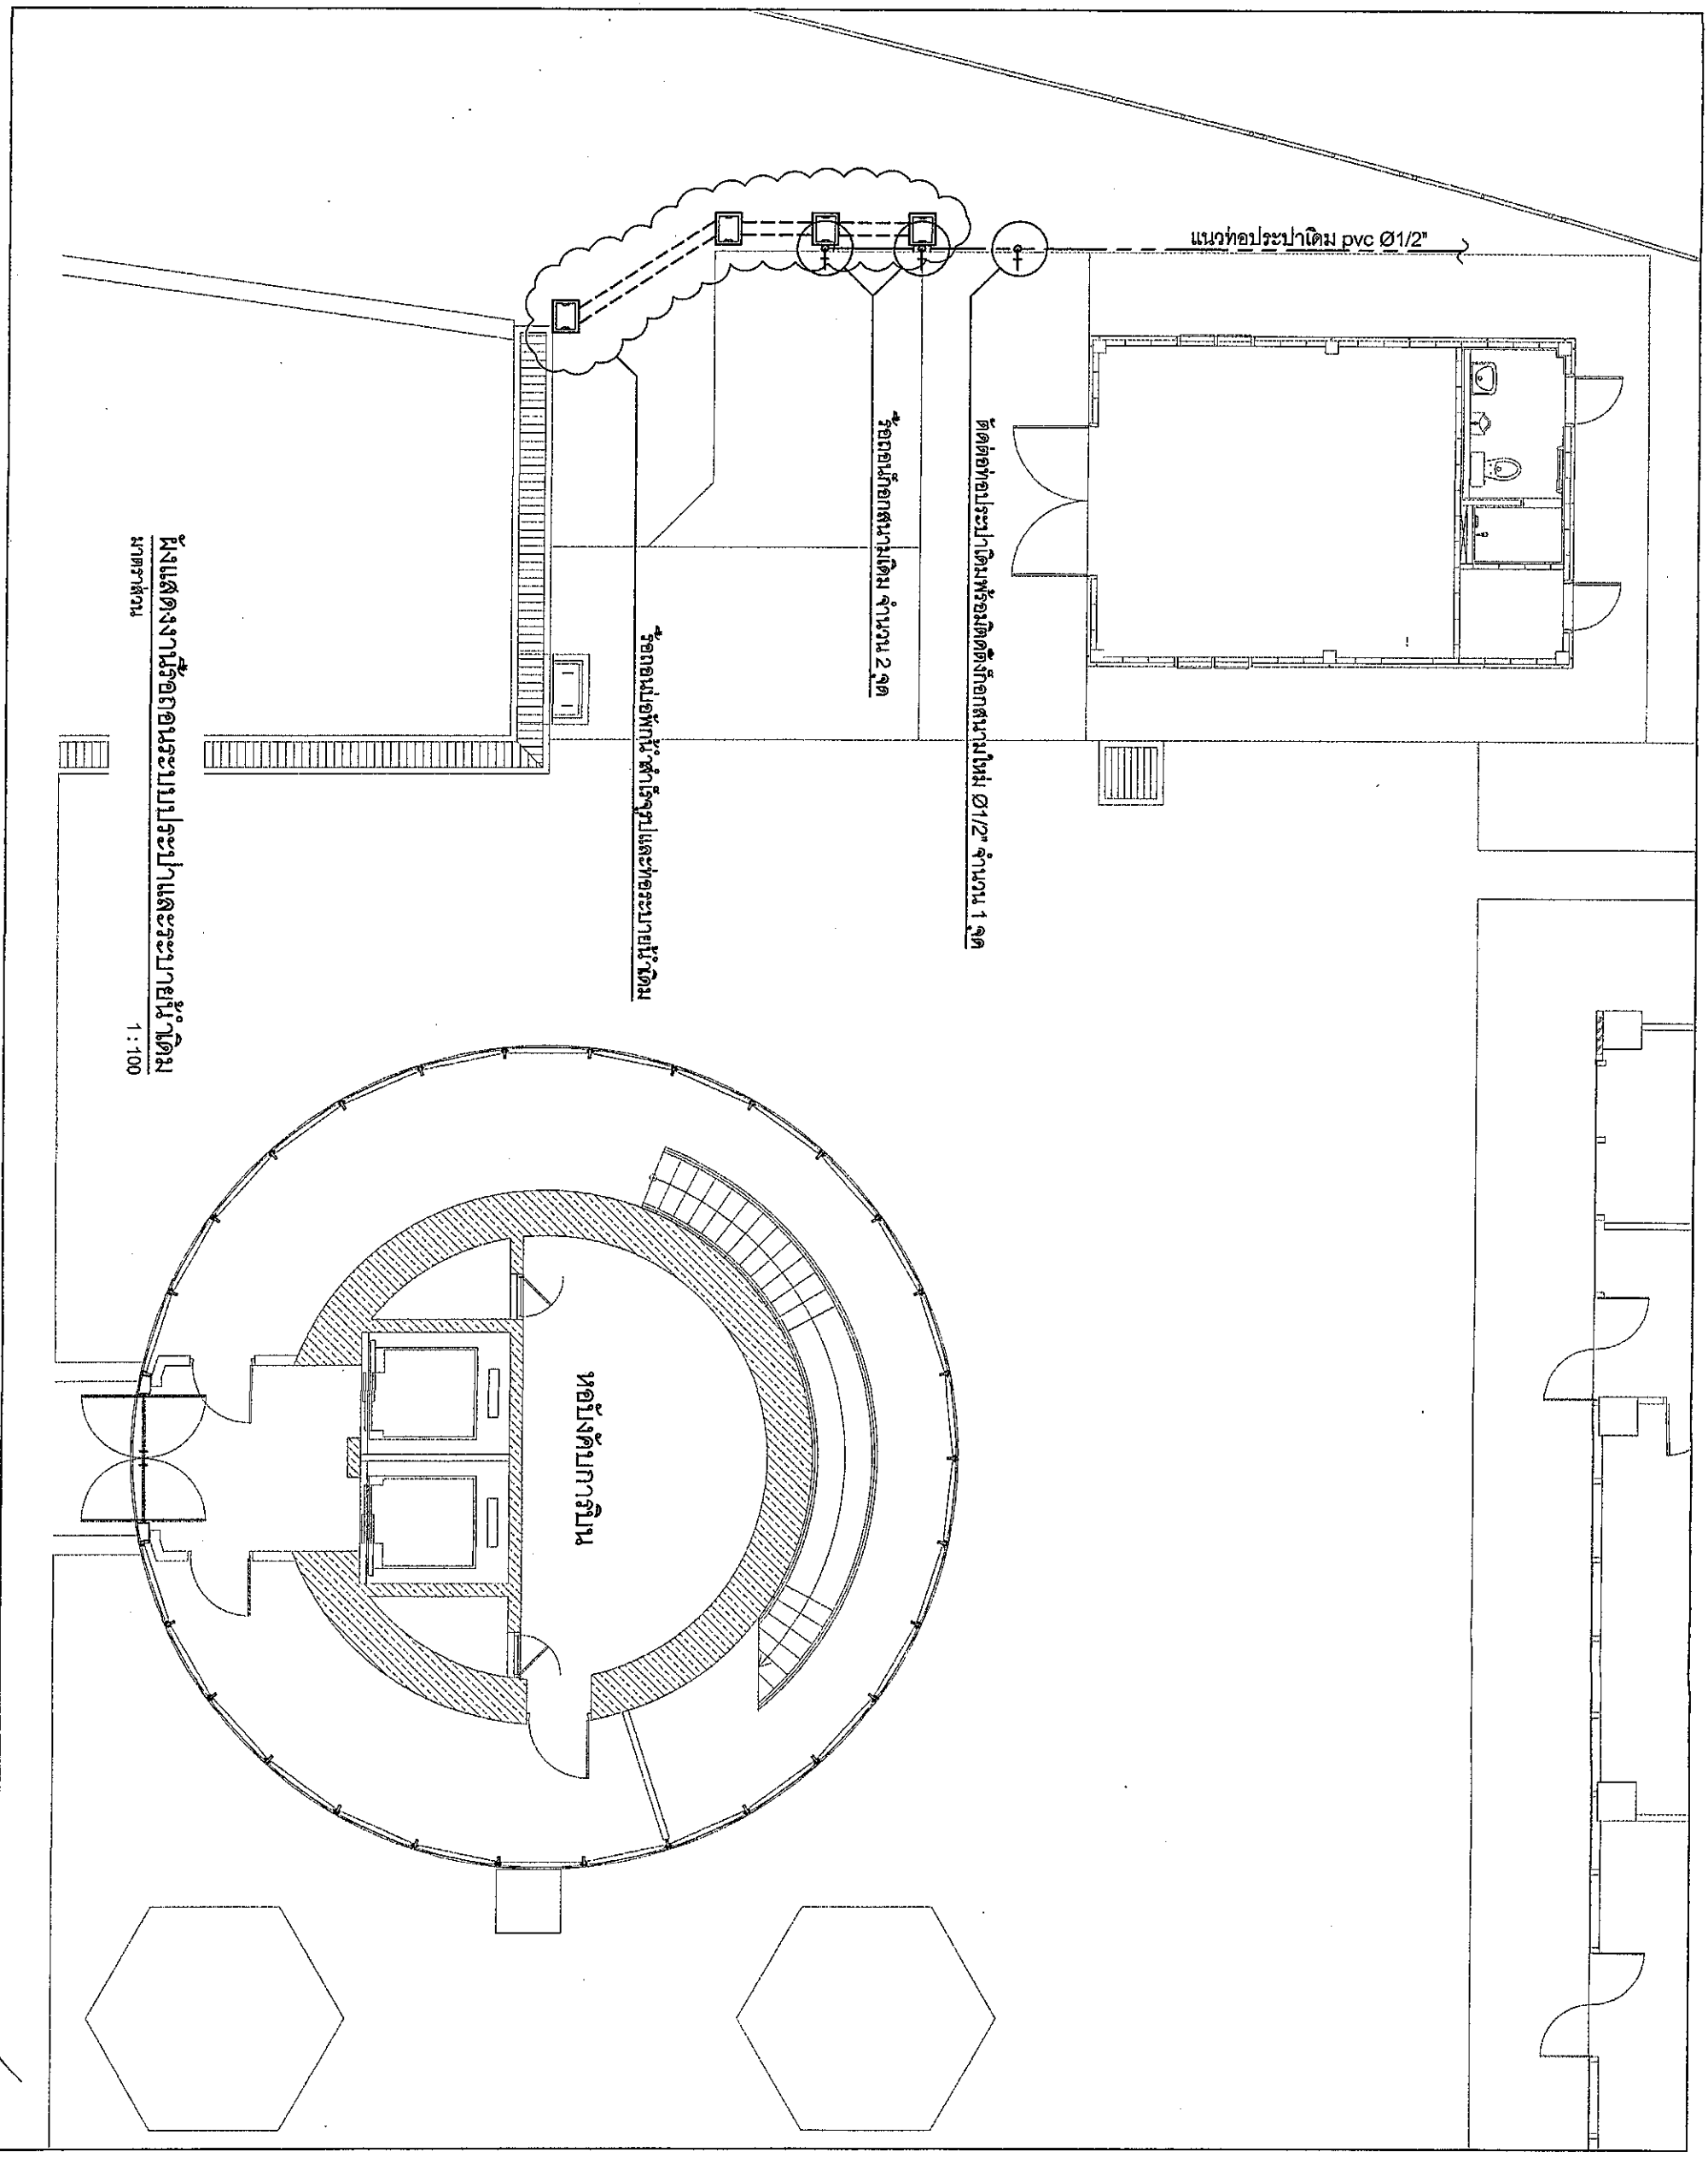 แนวท่อประปาเดิม pvc Ø1/2"
ตัดต่อท่อประปาเดิมพร้อมติดตั้งก๊อกสนามใหม่ Ø1/2" จำนวน 1 จุด
รื้อถอนก๊อกสนามเดิม จำนวน 2 จุด
รื้อถอนบ่อพักน้ำสำเร็จรูปและท่อระบายน้ำเดิม
หอบังคับการบิน
ผังแสดงงานรื้อถอนระบบประปาและระบายน้ำเดิม
มาตราส่วน 1 : 100